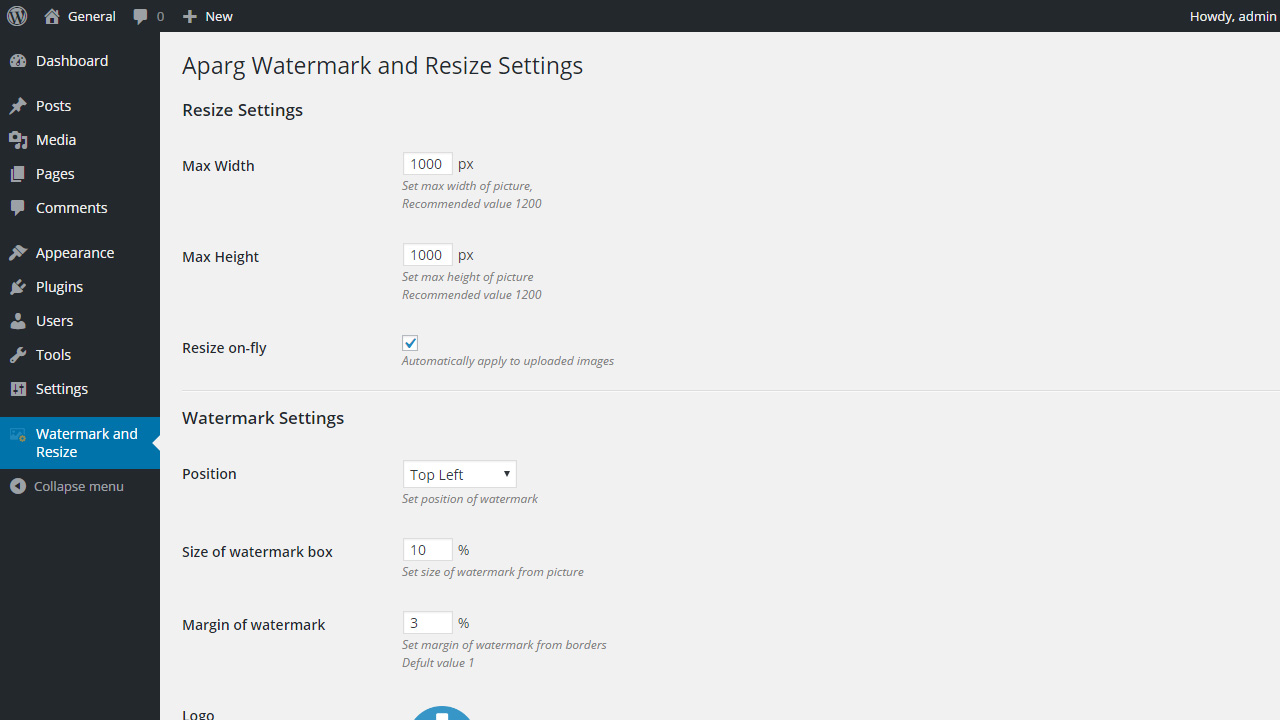 General 0 New Howdy, admin
Dashboard
Posts
Media
Pages
Comments
Appearance
Plugins
Users
Tools
Settings
Watermark and
Resize
Collapse menu
Aparg Watermark and Resize Settings
Resize Settings
Max Width 1000 px
Set max width of picture,
Recommended value 1200
Max Height 1000 px
Set max height of picture
Recommended value 1200
Resize on-fly
Automatically apply to uploaded images
Watermark Settings
Position Top Left
Set position of watermark
Size of watermark box 10 %
Set size of watermark from picture
Margin of watermark 3 %
Set margin of watermark from borders
Defult value 1
Logo